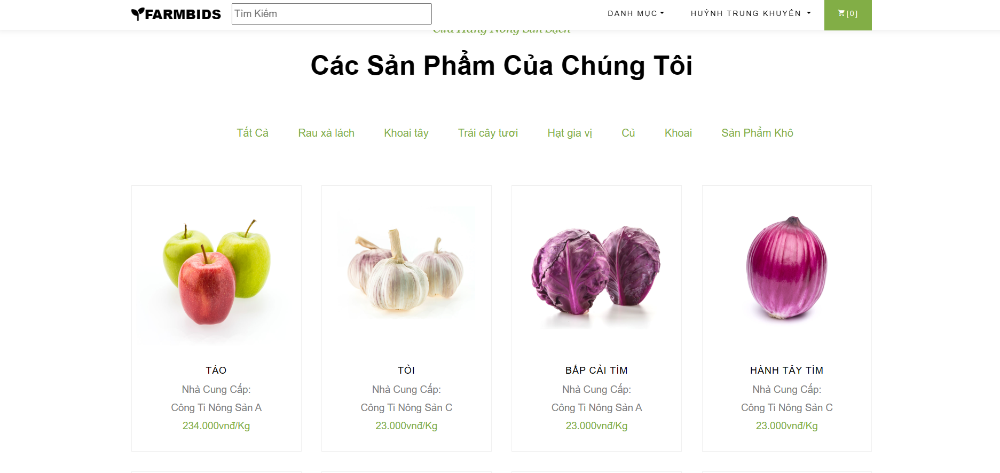 FARMBIDS
Tìm Kiếm
DANH MỤC
HUỲNH TRUNG KHUYẾN
[0]
Cửa Hàng Nông Sản Sạch
Các Sản Phẩm Của Chúng Tôi
Tất Cả Rau xà lách Khoai tây Trái cây tươi Hạt gia vị Củ Khoai Sản Phẩm Khô
TÁO
Nhà Cung Cấp:
Công Ti Nông Sản A
234.000vnđ/Kg
TỎI
Nhà Cung Cấp:
Công Ti Nông Sản C
23.000vnđ/Kg
BẮP CẢI TÍM
Nhà Cung Cấp:
Công Ti Nông Sản A
23.000vnđ/Kg
HÀNH TÂY TÍM
Nhà Cung Cấp:
Công Ti Nông Sản C
23.000vnđ/Kg